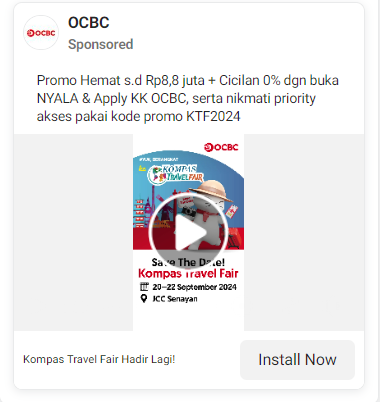 OCBC
OCBC
Sponsored
Promo Hemat s.d Rp8,8 juta + Cicilan 0% dgn buka
NYALA & Apply KK OCBC, serta nikmati priority
akses pakai kode promo KTF2024
OCBC
KOMPAS
TRAVEL FAIR
Save The Date!
Kompas Travel Fair
20-22 September 2024
JCC Senayan
Kompas Travel Fair Hadir Lagi!
Install Now